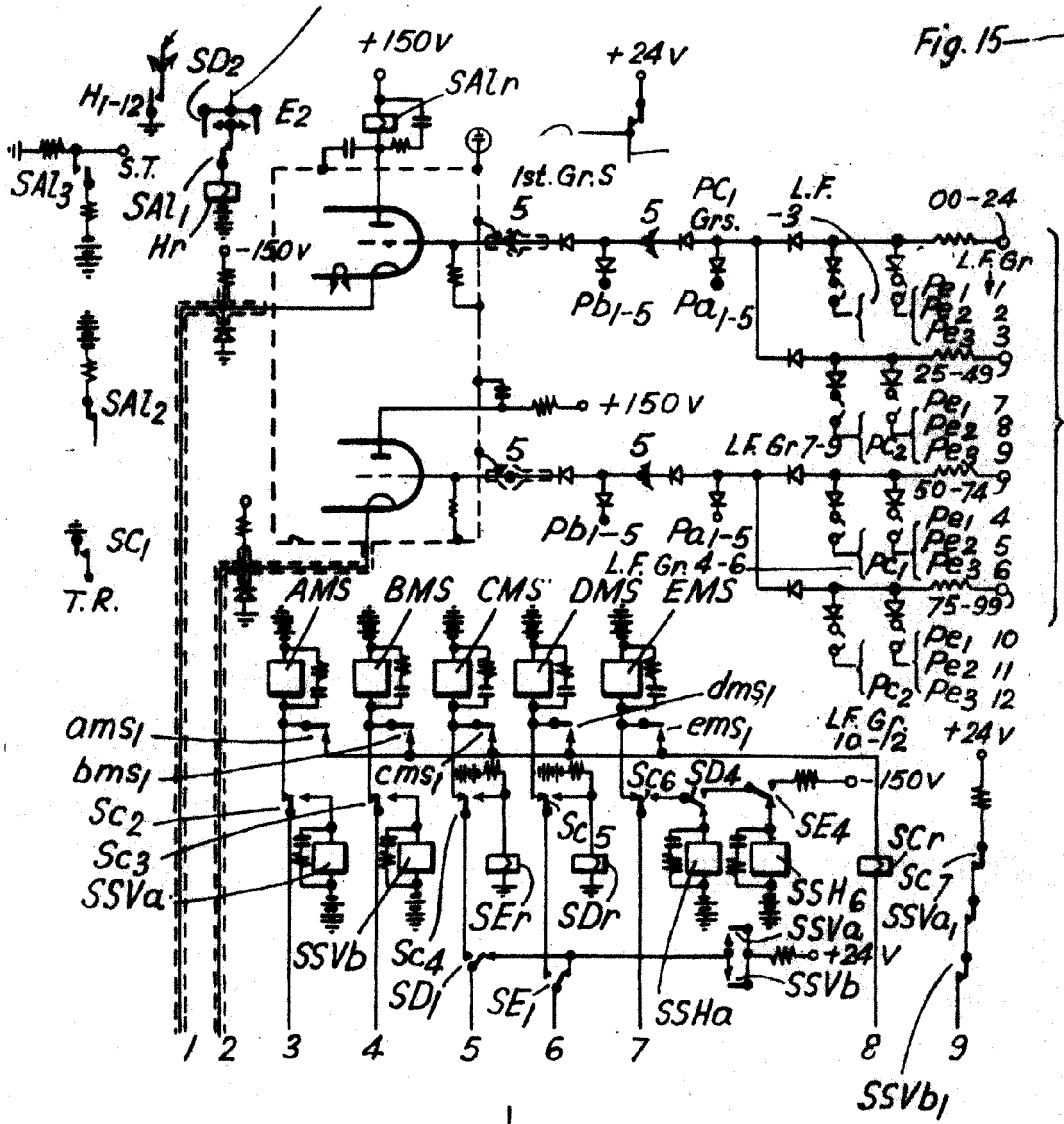 Fig. 15
+150v
+24v
SD2
SAlr
H1-12
E2
S.T.
SAl3
SAl1
Hr
-150v
1st. Gr. S
5
5
PC1
Grs.
L.F.
-3
00-24
L.F. Gr
Pb1-5
Pa1-5
Pe1 1
Pe2 2
Pe3 3
25-49
SAl2
+150v
Pe1 7
Pe2 8
Pe3 9
PC2
5
5
L.F. Gr 7-9
50-74
Pb1-5
Pa1-5
Pe1 4
Pe2 5
Pe3 6
PC1
L.F. Gr. 4-6
SC1
T.R.
75-99
AMS
BMS
CMS
DMS
EMS
Pe1 10
Pe2 11
Pe3 12
PC2
L.F. Gr.
10-12
+24v
dms1
ams1
ems1
bms1
cms1
Sc6
SD4
-150v
Sc2
Sc5
SE4
Sc3
SCr
SC7
SSVa
SEr
SDr
SSH6
SSVa1
SSVa
SSVb
Sc4
+24v
SD1
SE1
SSHa
SSVb
1 2 3 4 5 6 7 8 9
SSVb1